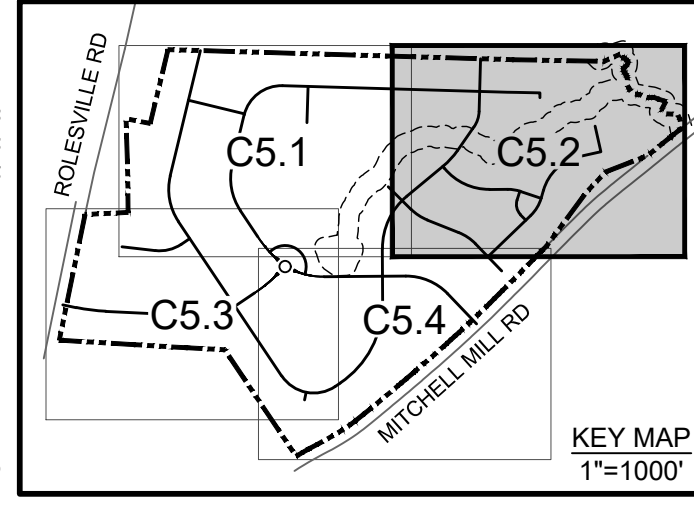 ROLESVILLE RD
C5.1
C5.2
C5.3
C5.4
MITCHELL MILL RD
KEY MAP
1"=1000'